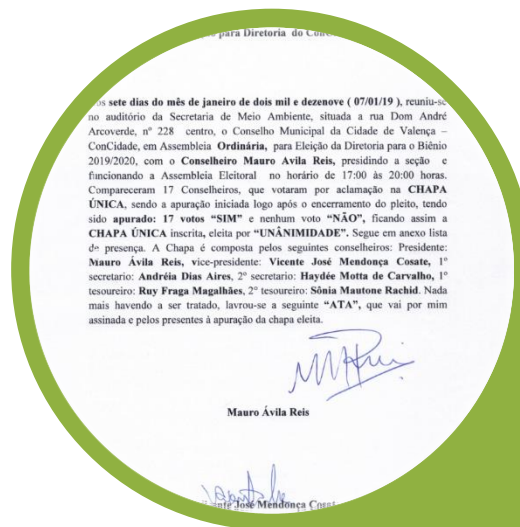 para Diretoria do
sete dias do mês de janeiro de dois mil e dezenove ( 07/01/19 ), reuniu-se
no auditório da Secretaria de Meio Ambiente, situada a rua Dom André
Arcoverde, nº 228 centro, o Conselho Municipal da Cidade de Valença –
ConCidade, em Assembleia Ordinária, para Eleição da Diretoria para o Biênio
2019/2020, com o Conselheiro Mauro Avila Reis, presidindo a seção e
funcionando a Assembleia Eleitoral no horário de 17:00 às 20:00 horas.
Compareceram 17 Conselheiros, que votaram por aclamação na CHAPA
ÚNICA, sendo a apuração iniciada logo após o encerramento do pleito, tendo
sido apurado: 17 votos “SIM” e nenhum voto “NÃO”, ficando assim a
CHAPA ÚNICA inscrita, eleita por “UNÂNIMIDADE”. Segue em anexo lista
de presença. A Chapa é composta pelos seguintes conselheiros: Presidente:
Mauro Ávila Reis, vice-presidente: Vicente José Mendonça Cosate, 1º
secretario: Andréia Dias Aires, 2º secretario: Haydée Motta de Carvalho, 1º
tesoureiro: Ruy Fraga Magalhães, 2º tesoureiro: Sônia Mautone Rachid. Nada
mais havendo a ser tratado, lavrou-se a seguinte “ATA”, que vai por mim
assinada e pelos presentes à apuração da chapa eleita.
Mauro Ávila Reis
José Mendonça